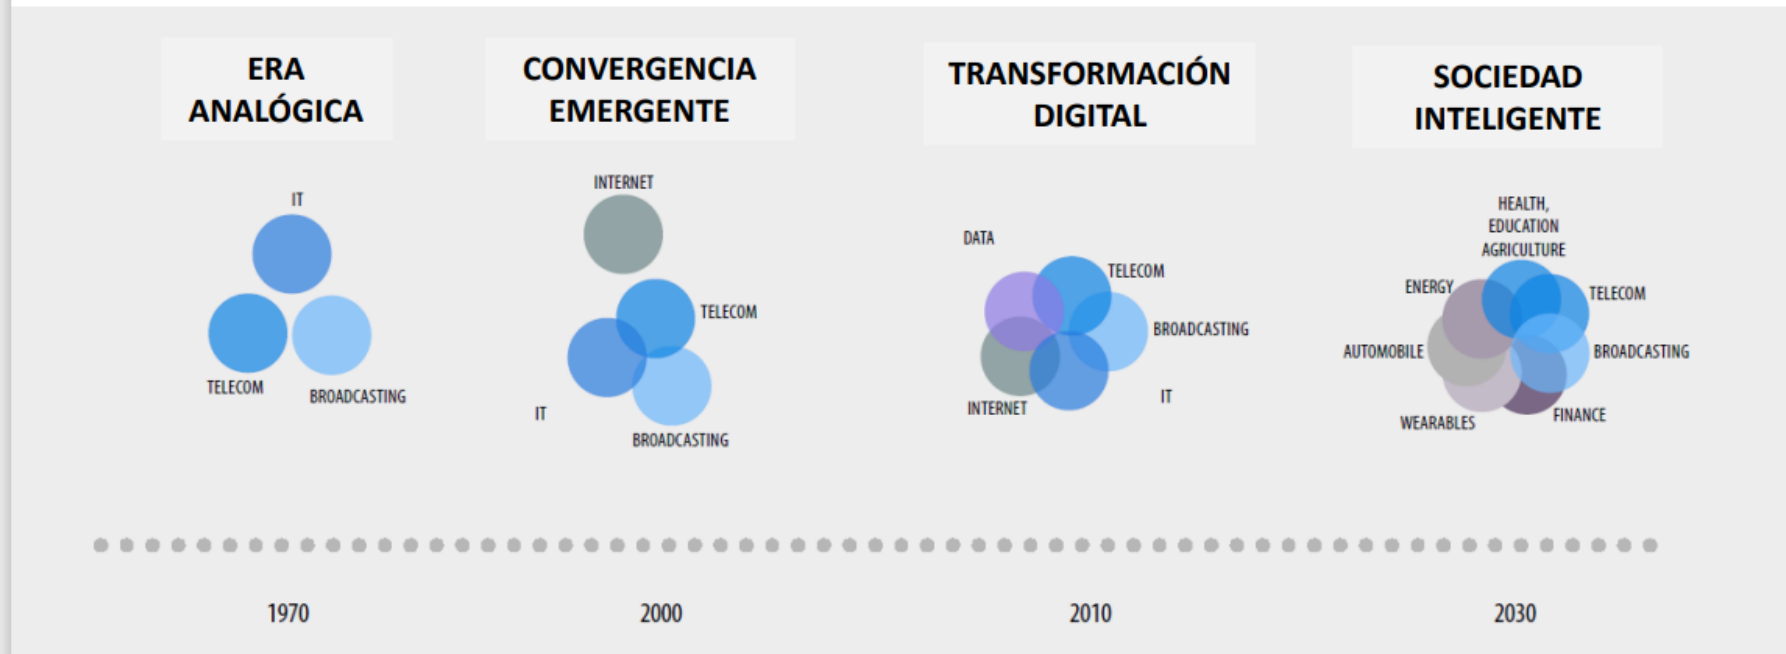 ERA
ANALÓGICA
CONVERGENCIA
EMERGENTE
TRANSFORMACIÓN
DIGITAL
SOCIEDAD
INTELIGENTE
IT
TELECOM
BROADCASTING
INTERNET
TELECOM
IT
BROADCASTING
DATA
TELECOM
BROADCASTING
INTERNET
IT
HEALTH,
EDUCATION
AGRICULTURE
ENERGY
TELECOM
AUTOMOBILE
BROADCASTING
WEARABLES
FINANCE
1970
2000
2010
2030